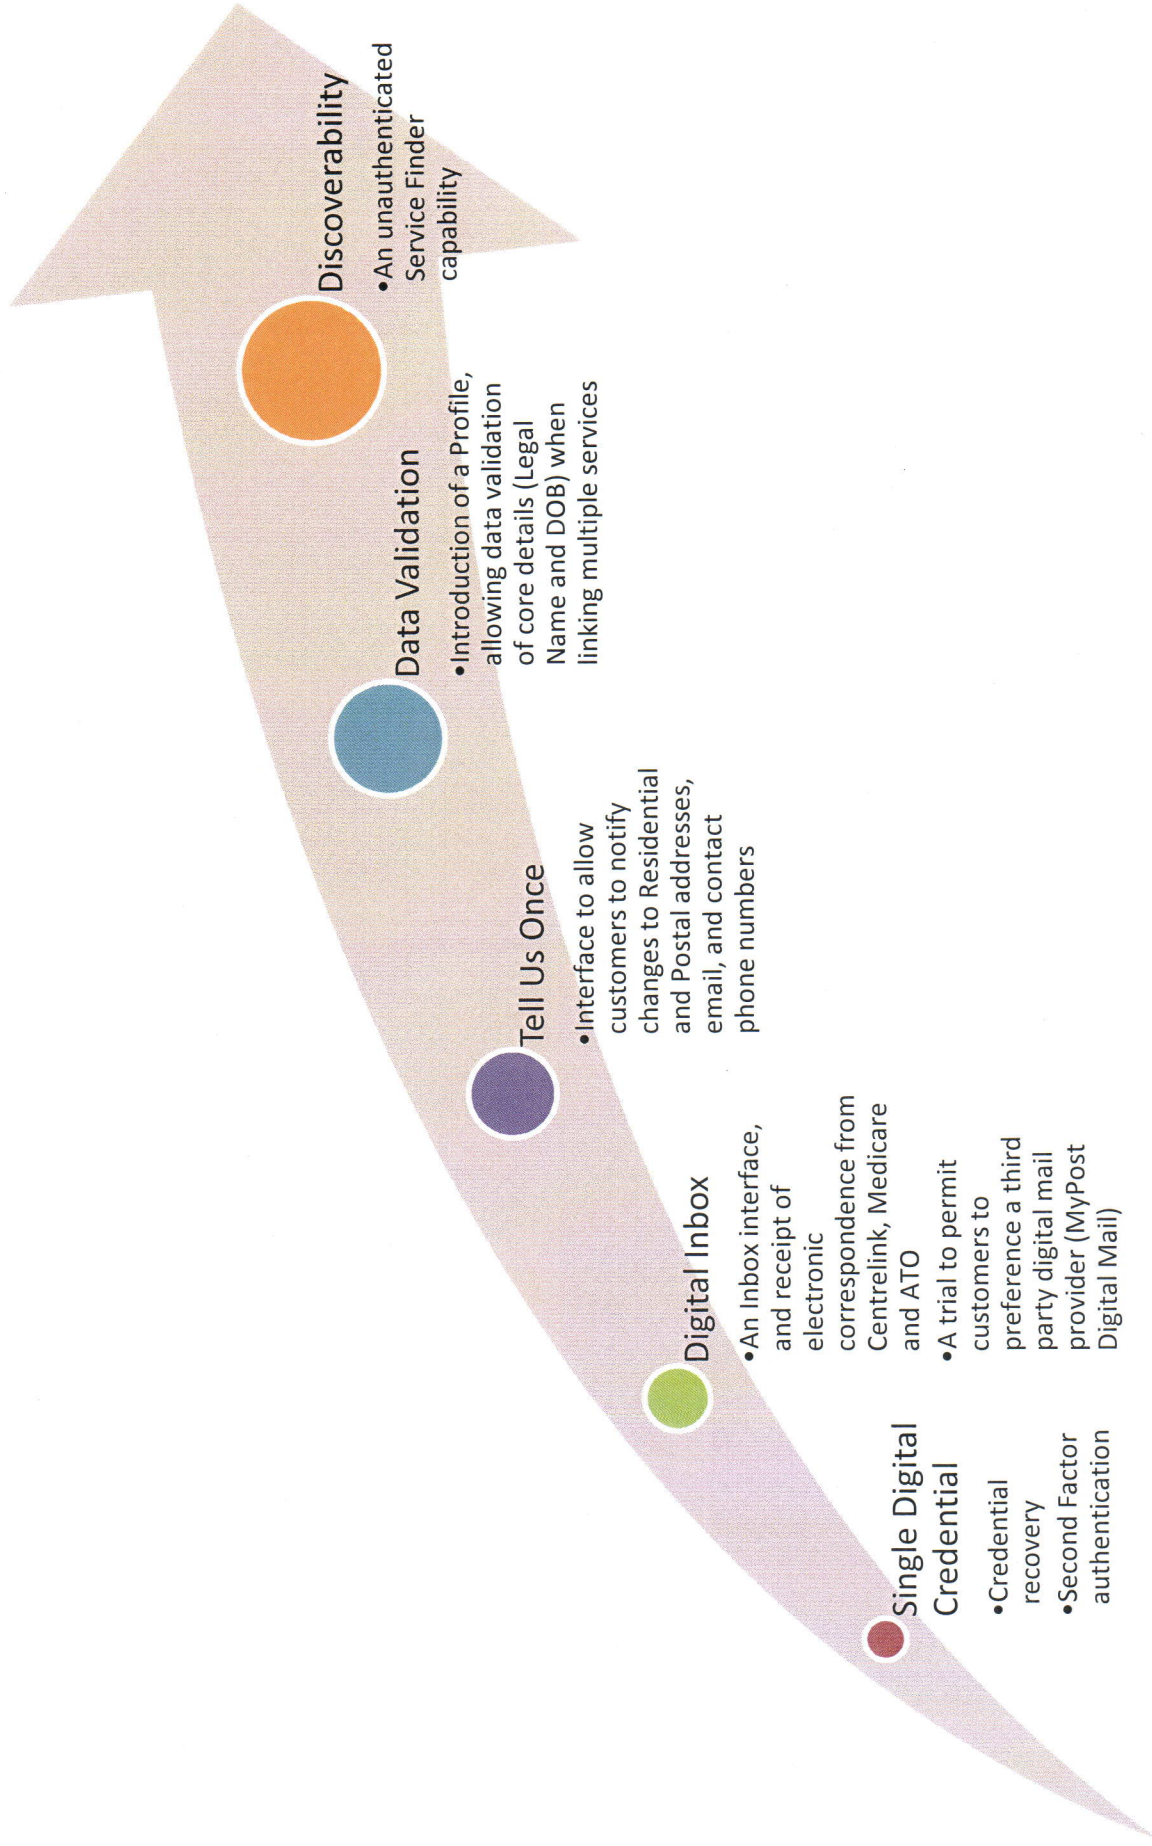 Single Digital
Credential
•Credential
recovery
•Second Factor
authentication
Digital Inbox
•An Inbox interface,
and receipt of
electronic
correspondence from
Centrelink, Medicare
and ATO
•A trial to permit
customers to
preference a third
party digital mail
provider (MyPost
Digital Mail)
Tell Us Once
•Interface to allow
customers to notify
changes to Residential
and Postal addresses,
email, and contact
phone numbers
Data Validation
•Introduction of a Profile,
allowing data validation
of core details (Legal
Name and DOB) when
linking multiple services
Discoverability
•An unauthenticated
Service Finder
capability